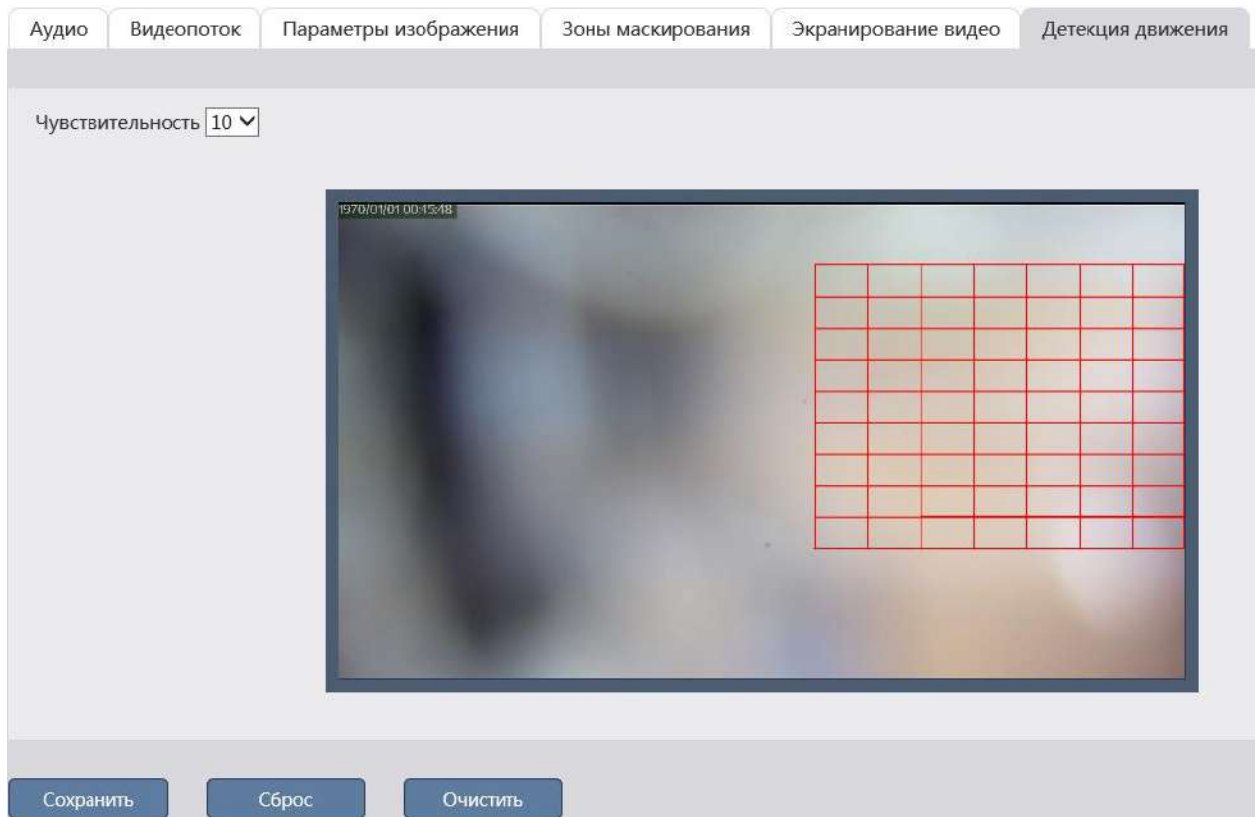 Аудио Видеопоток Параметры изображения Зоны маскирования Экранирование видео Детекция движения
Чувствительность 10
1970/01/01 00:45:48
Сохранить Сброс Очистить